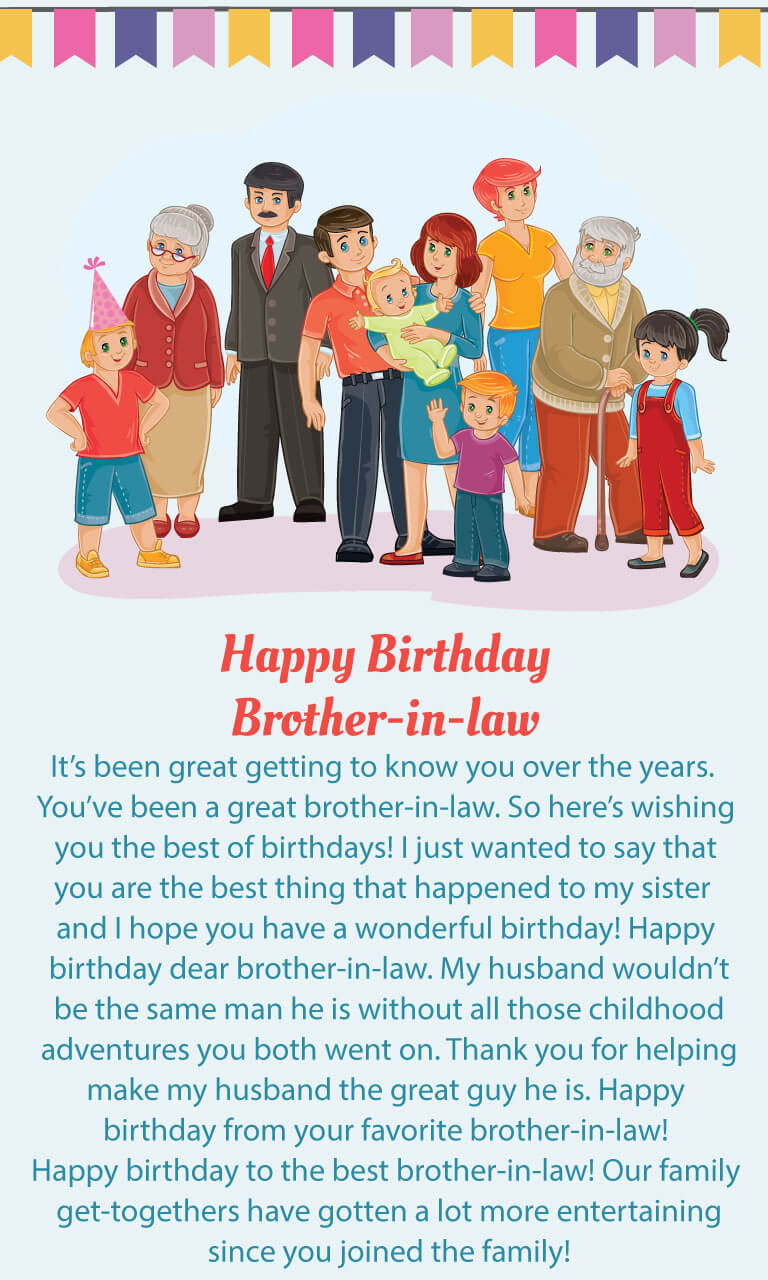 Happy Birthday
Brother-in-law
It’s been great getting to know you over the years.
You’ve been a great brother-in-law. So here’s wishing
you the best of birthdays! I just wanted to say that
you are the best thing that happened to my sister
and I hope you have a wonderful birthday! Happy
birthday dear brother-in-law. My husband wouldn’t
be the same man he is without all those childhood
adventures you both went on. Thank you for helping
make my husband the great guy he is. Happy
birthday from your favorite brother-in-law!
Happy birthday to the best brother-in-law! Our family
get-togethers have gotten a lot more entertaining
since you joined the family!